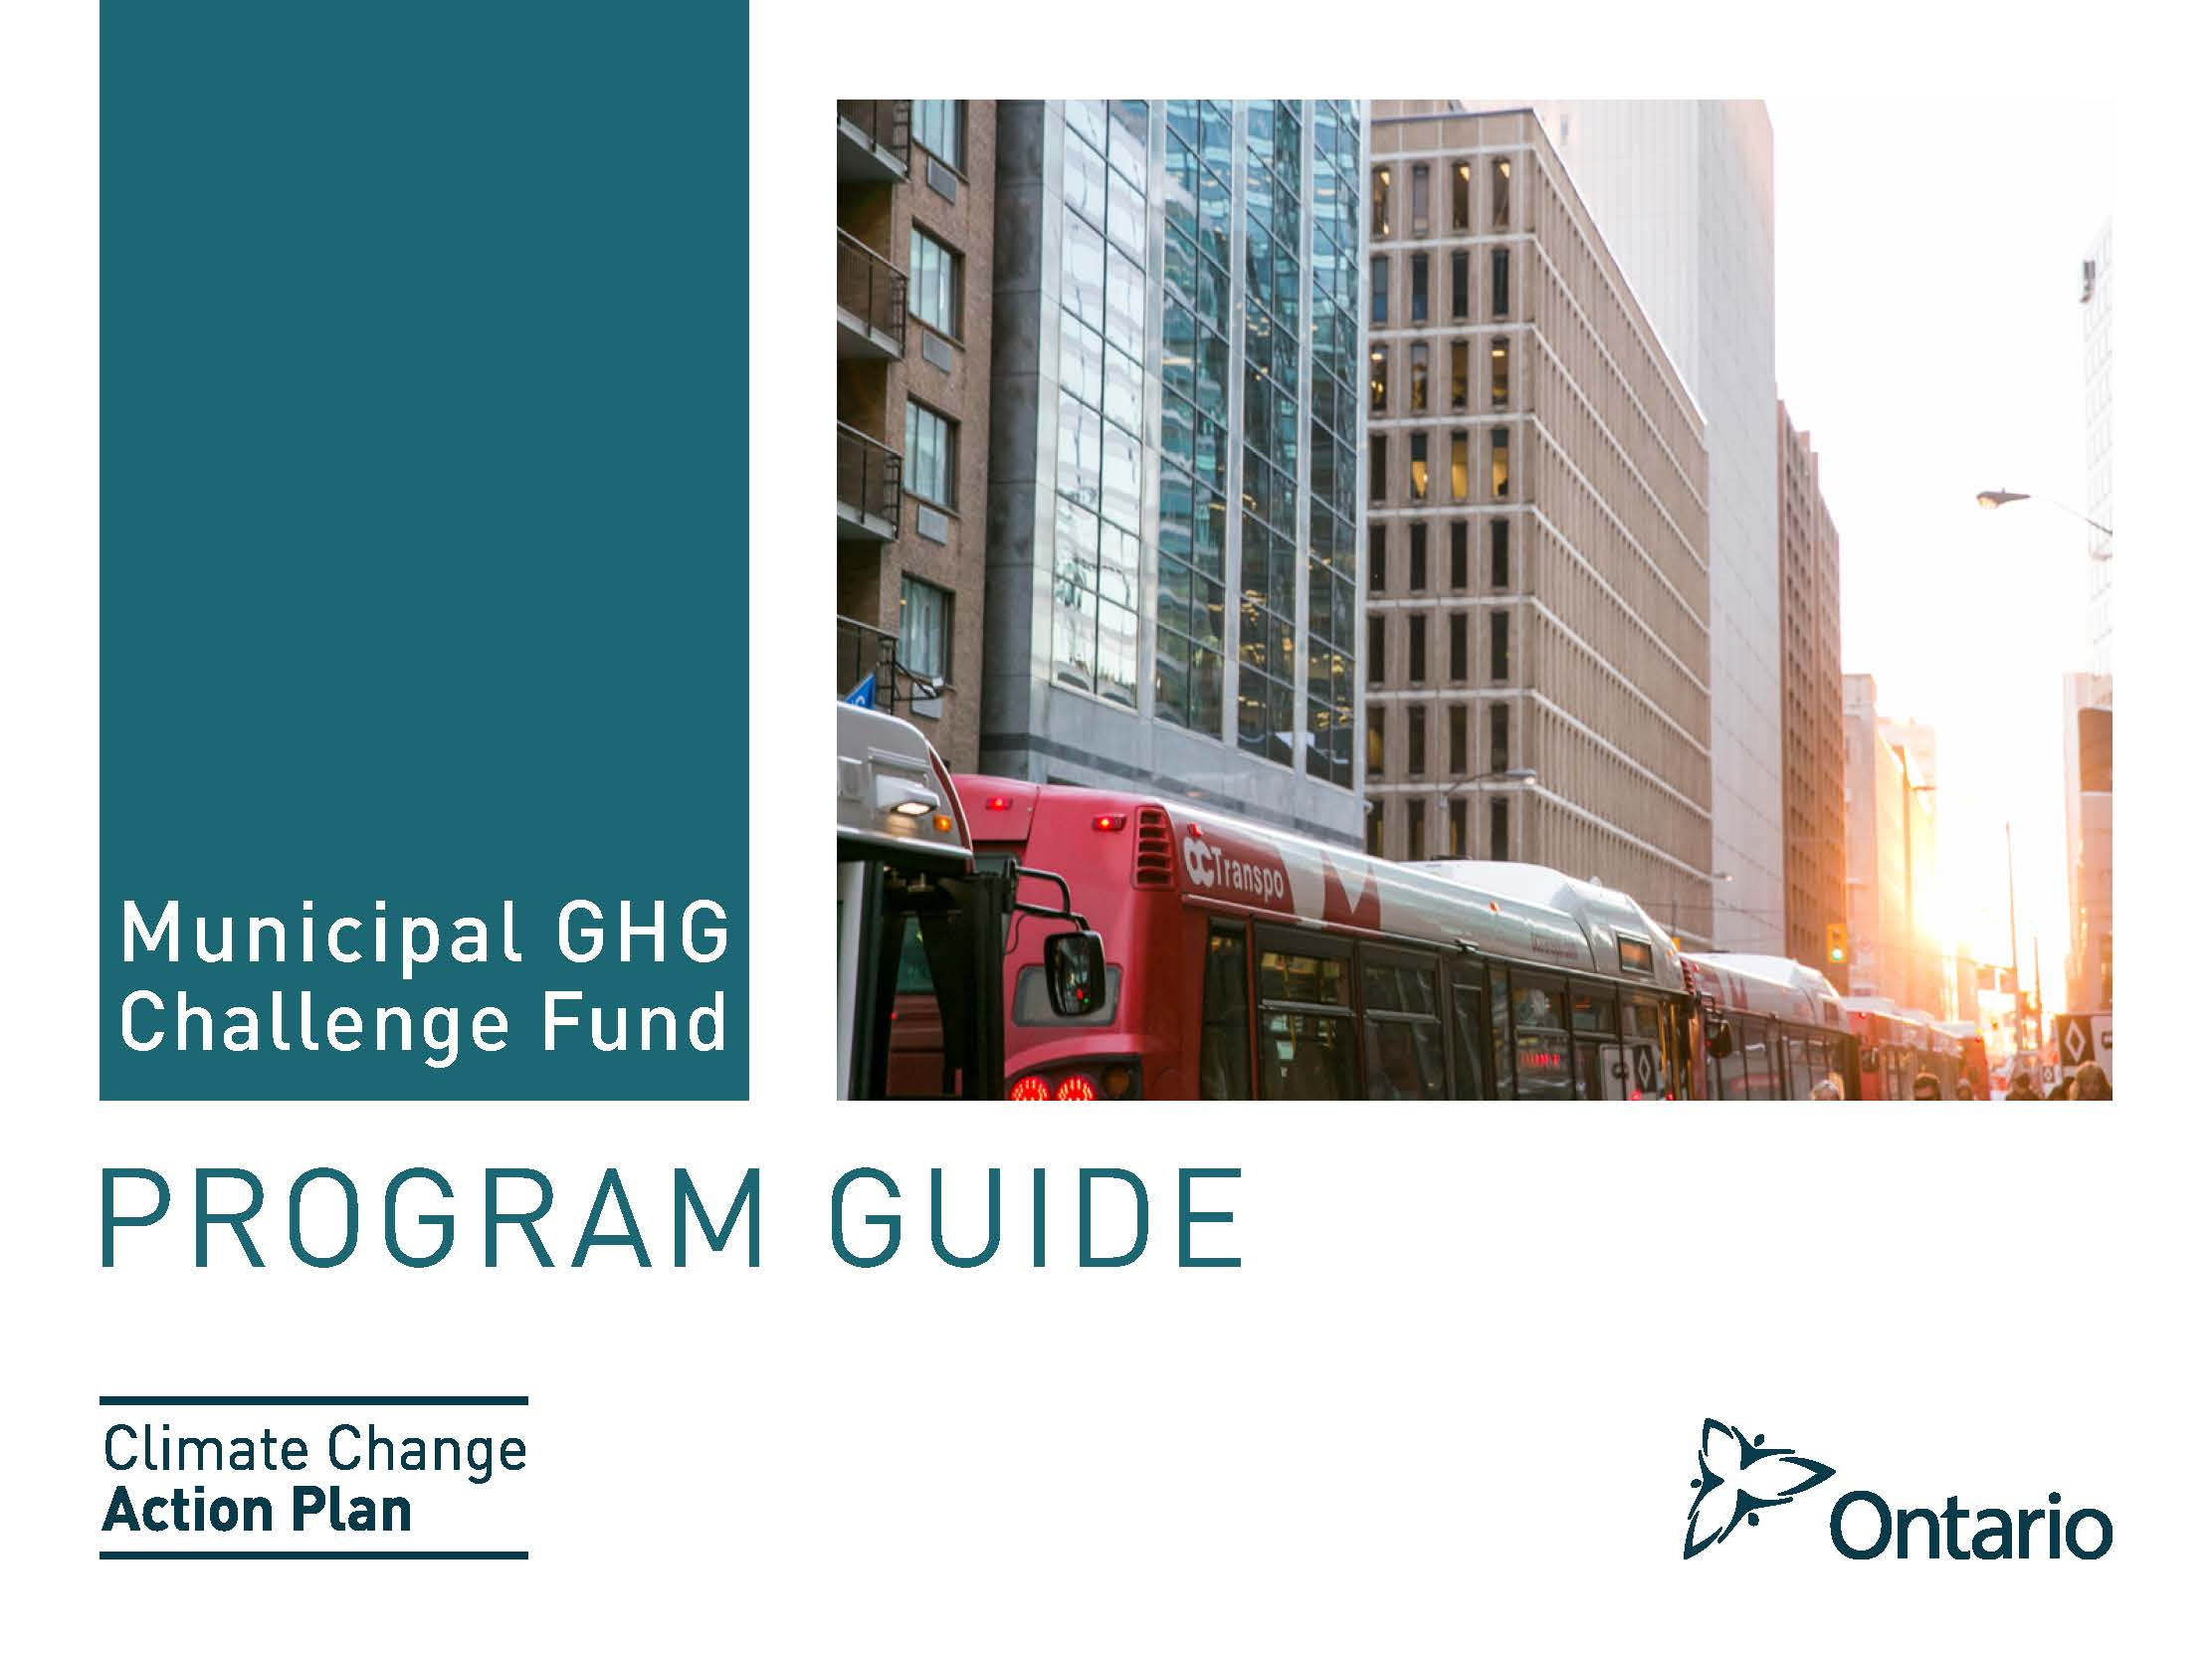 Municipal GHG
Challenge Fund
OC Transpo
PROGRAM GUIDE
Climate Change
Action Plan
Ontario